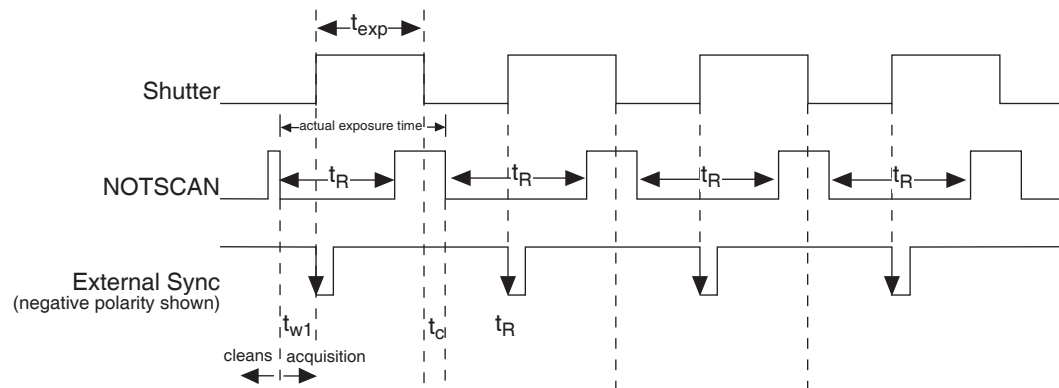 texp
Shutter
actual exposure time
NOTSCAN
tR tR tR tR
External Sync
(negative polarity shown)
tw1 tc tR
cleans acquisition